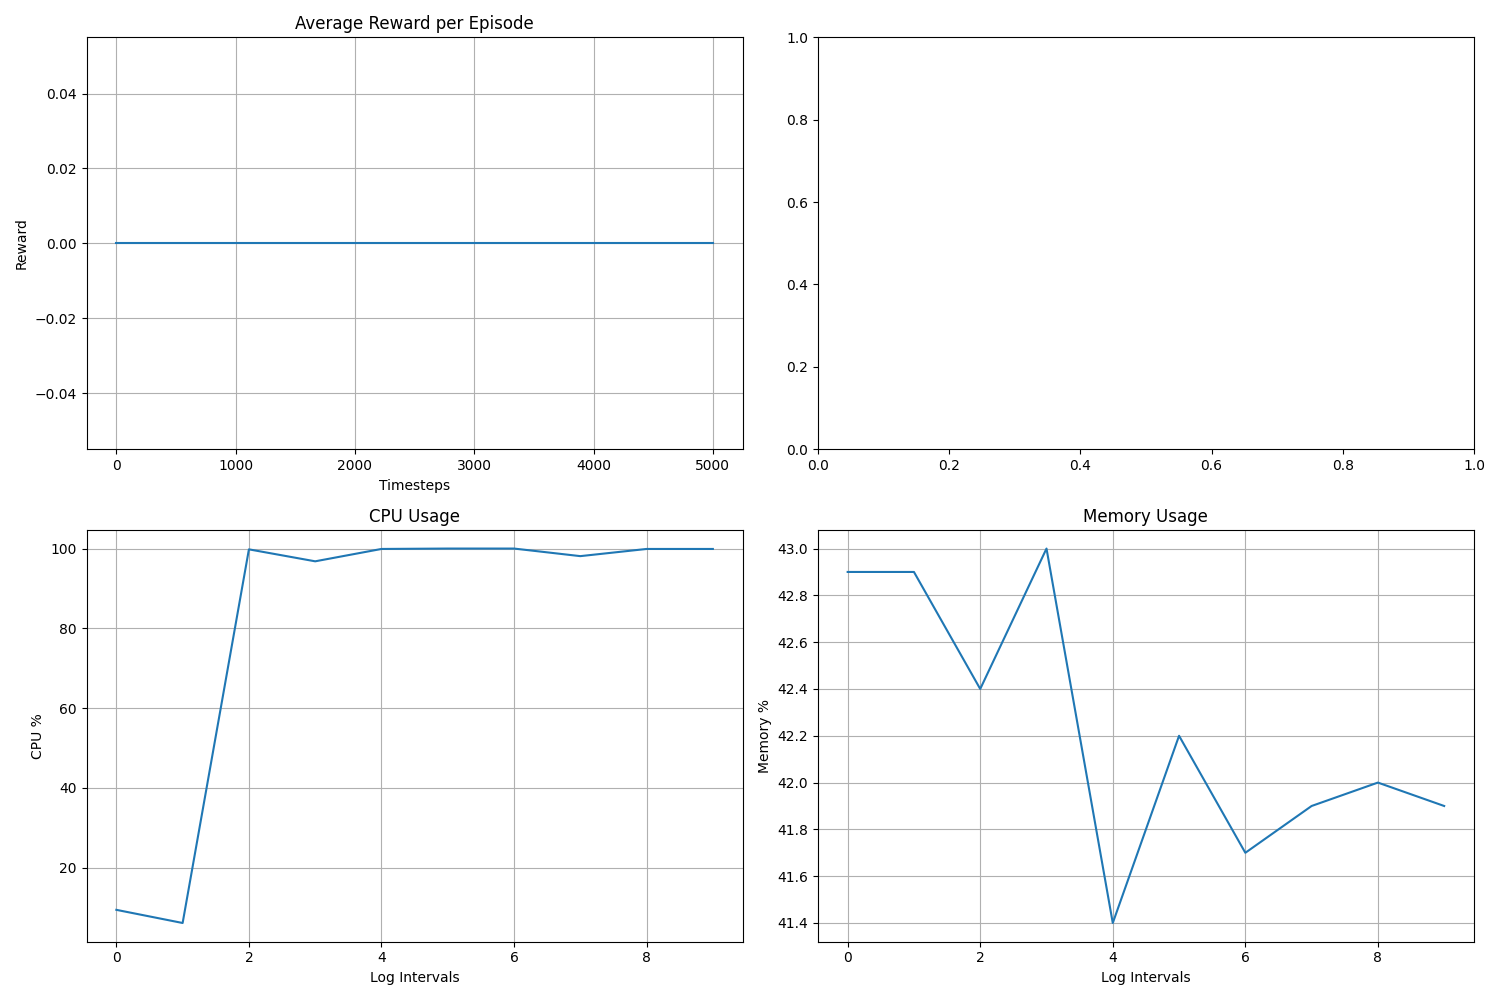 Average Reward per Episode
0.04
0.02
0.00
−0.02
−0.04
Reward
0 1000 2000 3000 4000 5000
Timesteps
1.0
0.8
0.6
0.4
0.2
0.0
0.0 0.2 0.4 0.6 0.8 1.0
CPU Usage
100
80
60
40
20
CPU %
0 2 4 6 8
Log Intervals
Memory Usage
43.0
42.8
42.6
42.4
42.2
42.0
41.8
41.6
41.4
Memory %
0 2 4 6 8
Log Intervals